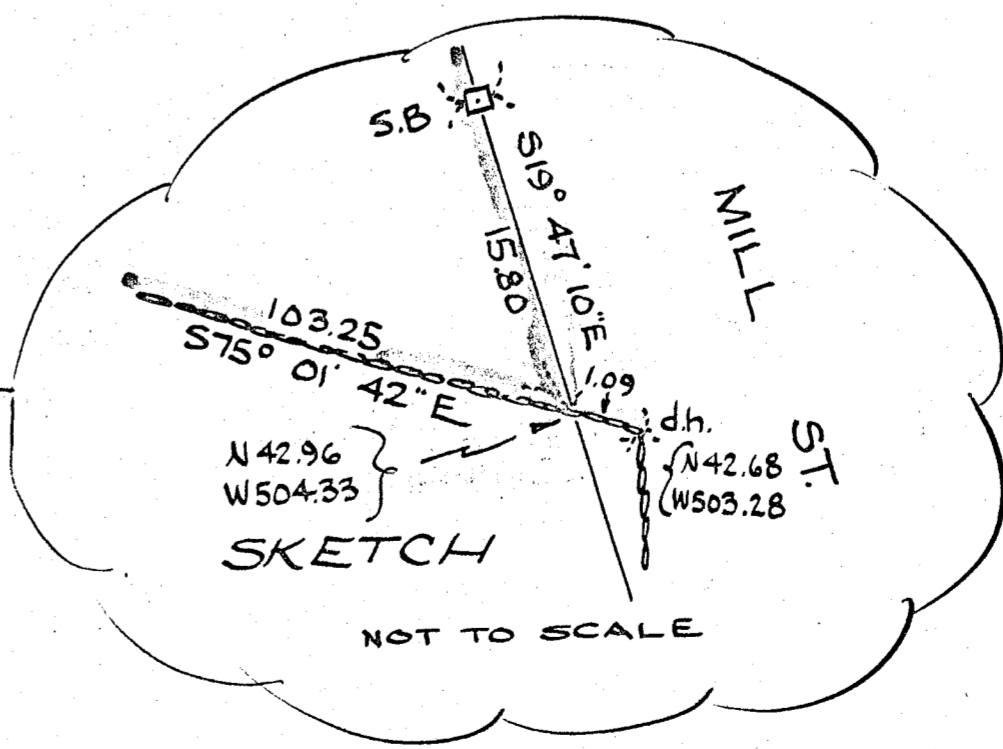 S.B
S19° 47' 10"E
15.80
MILL
ST.
103.25
S75° 01' 42"E
1.09
d.h.
N42.96
W504.33
N42.68
W503.28
SKETCH
NOT TO SCALE